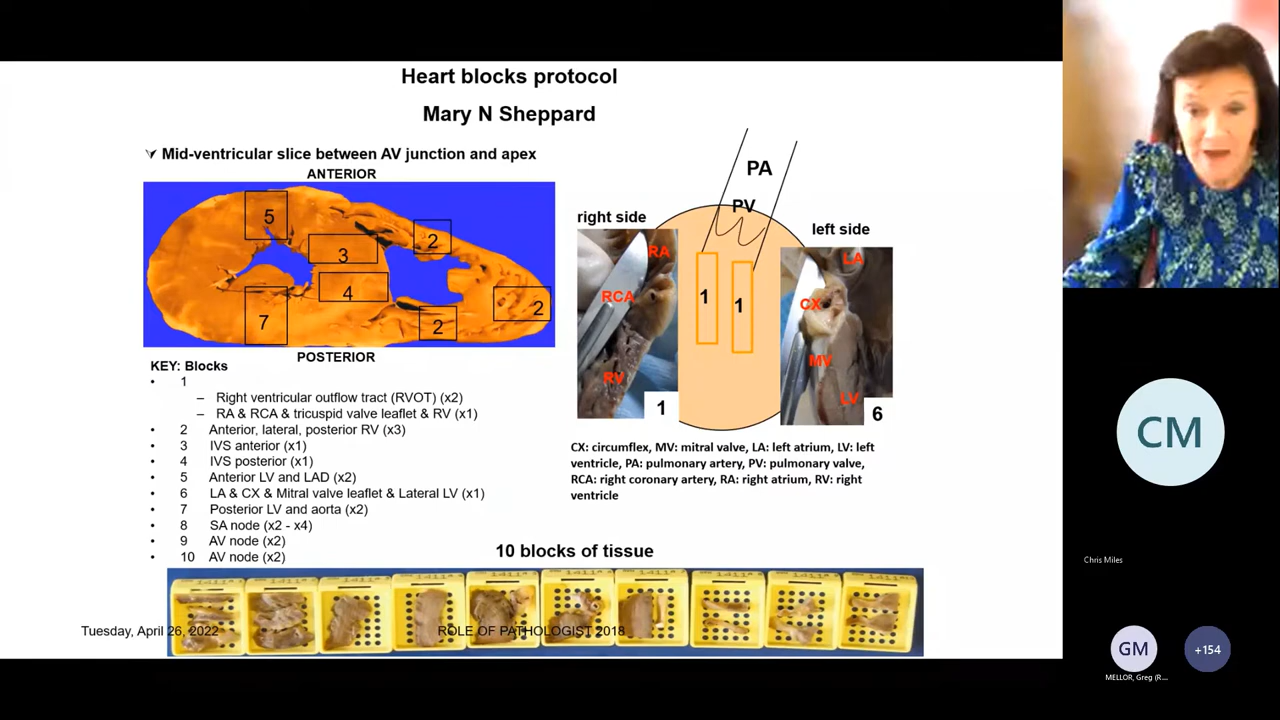 Heart blocks protocol
Mary N Sheppard
Mid-ventricular slice between AV junction and apex
ANTERIOR
5
3
2
4
7
2
2
POSTERIOR
KEY: Blocks
• 1
– Right ventricular outflow tract (RVOT) (x2)
– RA & RCA & tricuspid valve leaflet & RV (x1)
• 2 Anterior, lateral, posterior RV (x3)
• 3 IVS anterior (x1)
• 4 IVS posterior (x1)
• 5 Anterior LV and LAD (x2)
• 6 LA & CX & Mitral valve leaflet & Lateral LV (x1)
• 7 Posterior LV and aorta (x2)
• 8 SA node (x2 - x4)
• 9 AV node (x2)
• 10 AV node (x2)
PA
PV
right side
RA
RCA
RV
1
1
1
left side
LA
CX
MV
LV
6
CX: circumflex, MV: mitral valve, LA: left atrium, LV: left
ventricle, PA: pulmonary artery, PV: pulmonary valve,
RCA: right coronary artery, RA: right atrium, RV: right
ventricle
10 blocks of tissue
Tuesday, April 26, 2022
ROLE OF PATHOLOGIST 2018
CM
Chris Miles
GM
+154
MELLOR, Greg (R...